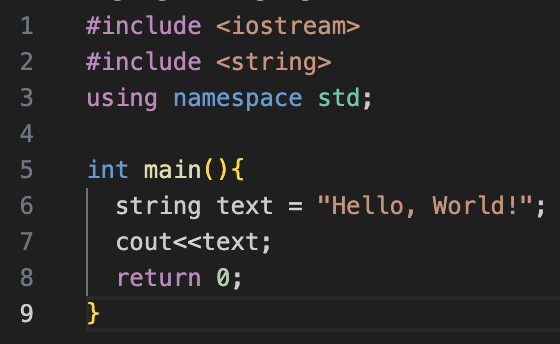 1 #include <iostream>
2 #include <string>
3 using namespace std;
4
5 int main(){
6   string text = "Hello, World!";
7   cout<<text;
8   return 0;
9 }